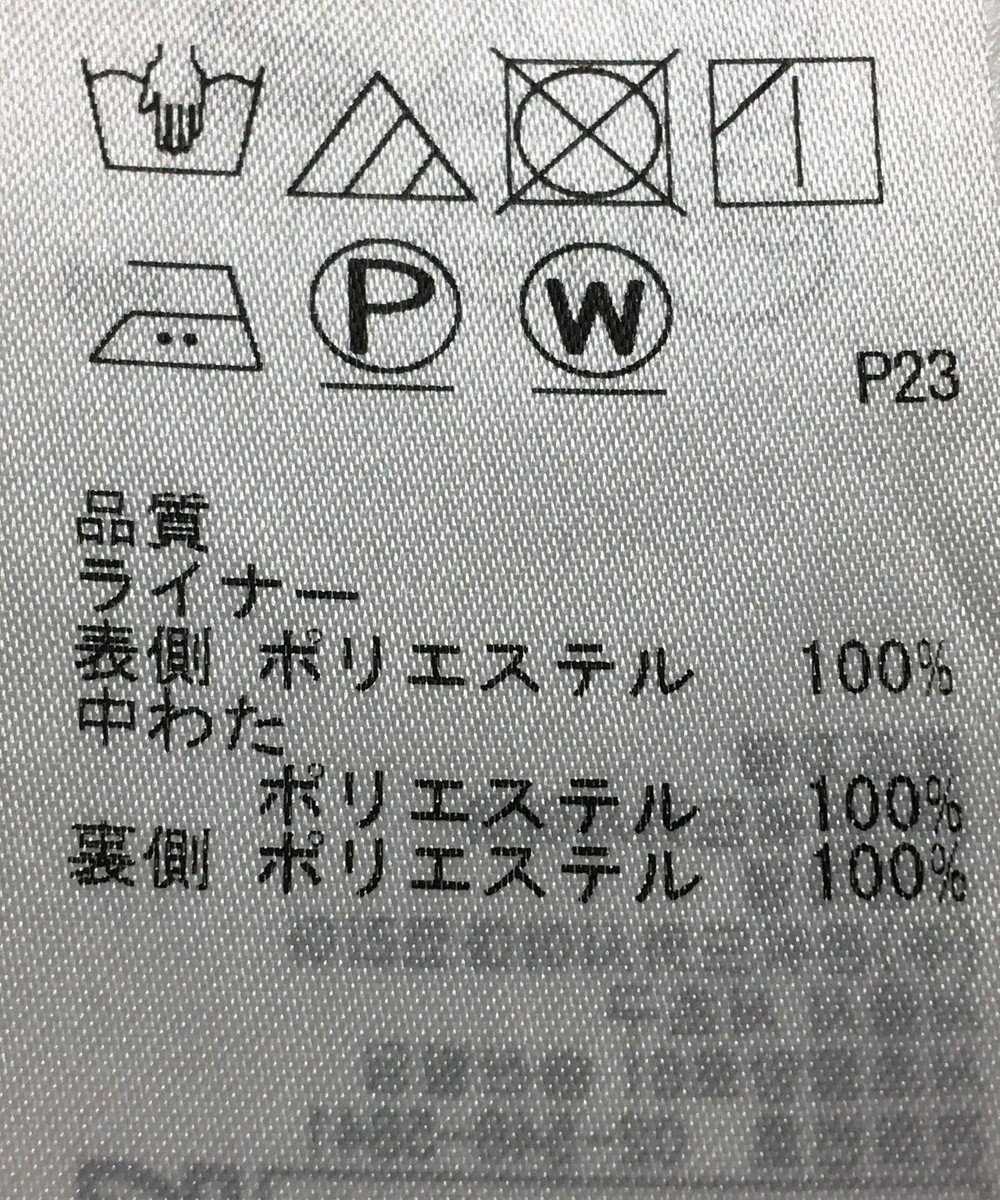 P W
P23
品質
ライナー
表側 ポリエステル 100%
中わた
ポリエステル 100%
裏側 ポリエステル 100%